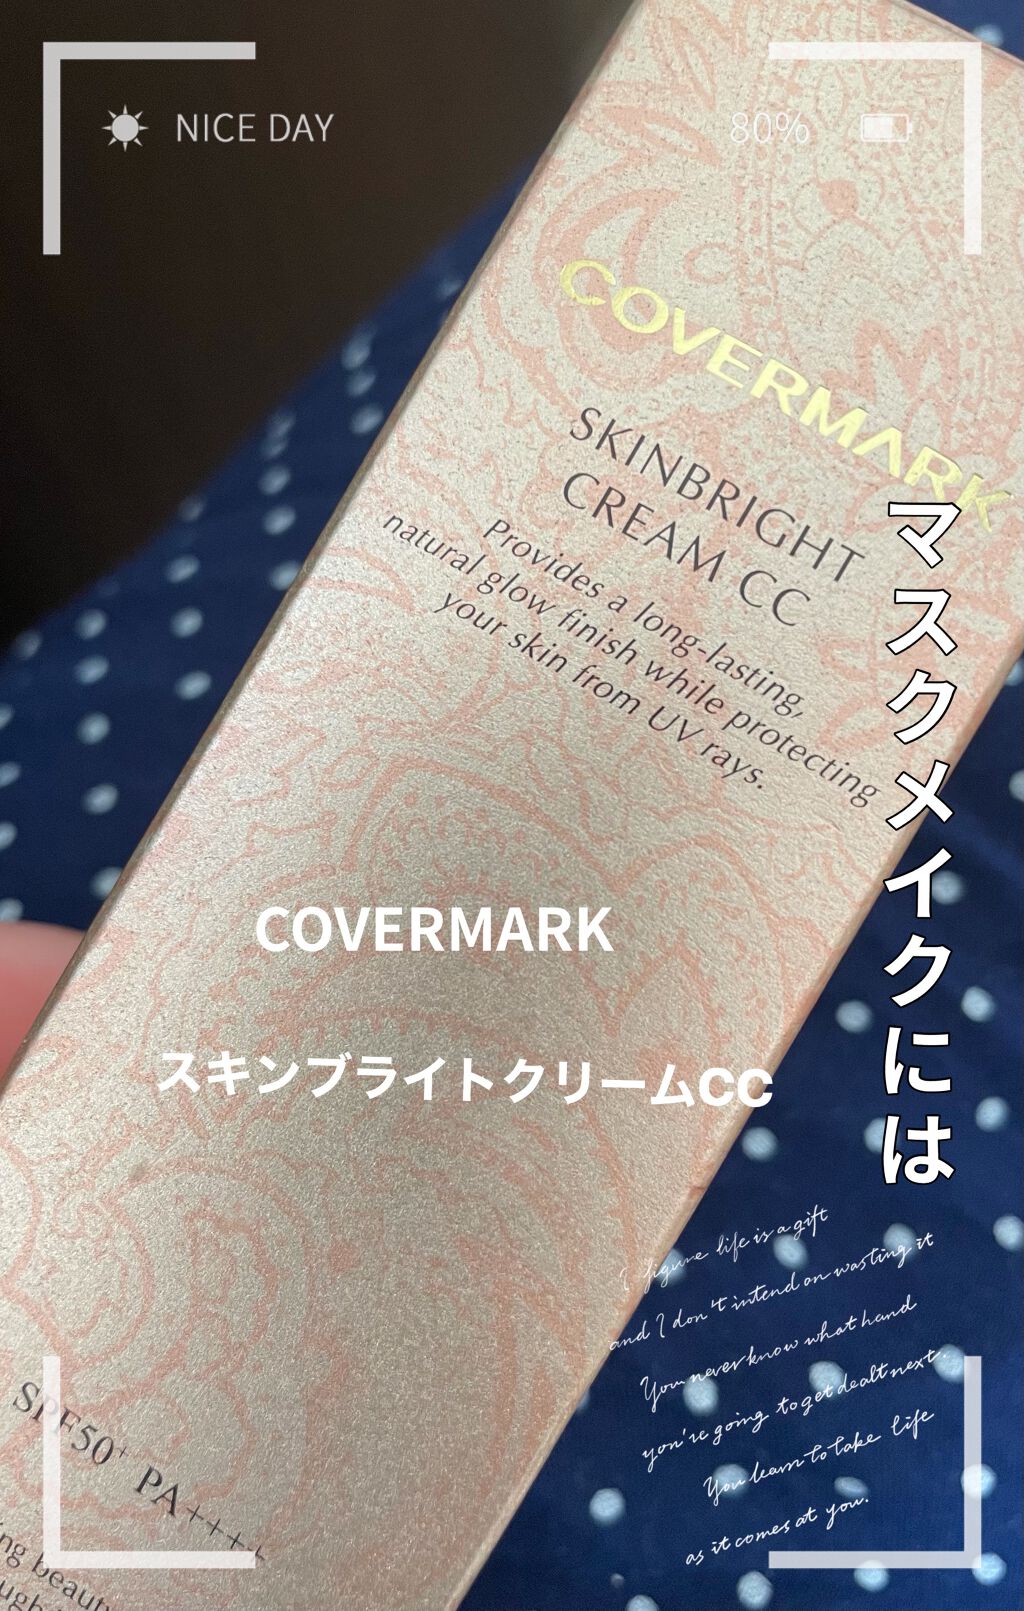 NICE DAY
80%
COVERMARK
SKINBRIGHT
CREAM CC
Provides a long-lasting,
natural glow finish while protecting
your skin from UV rays.
マスクメイクには
COVERMARK
スキンブライトクリームCC
I figure life is a gift
and I don't intend on wasting it
You never know what hand
you're going to get dealt next.
You learn to take life
as it comes at you.
SPF50+ PA++++